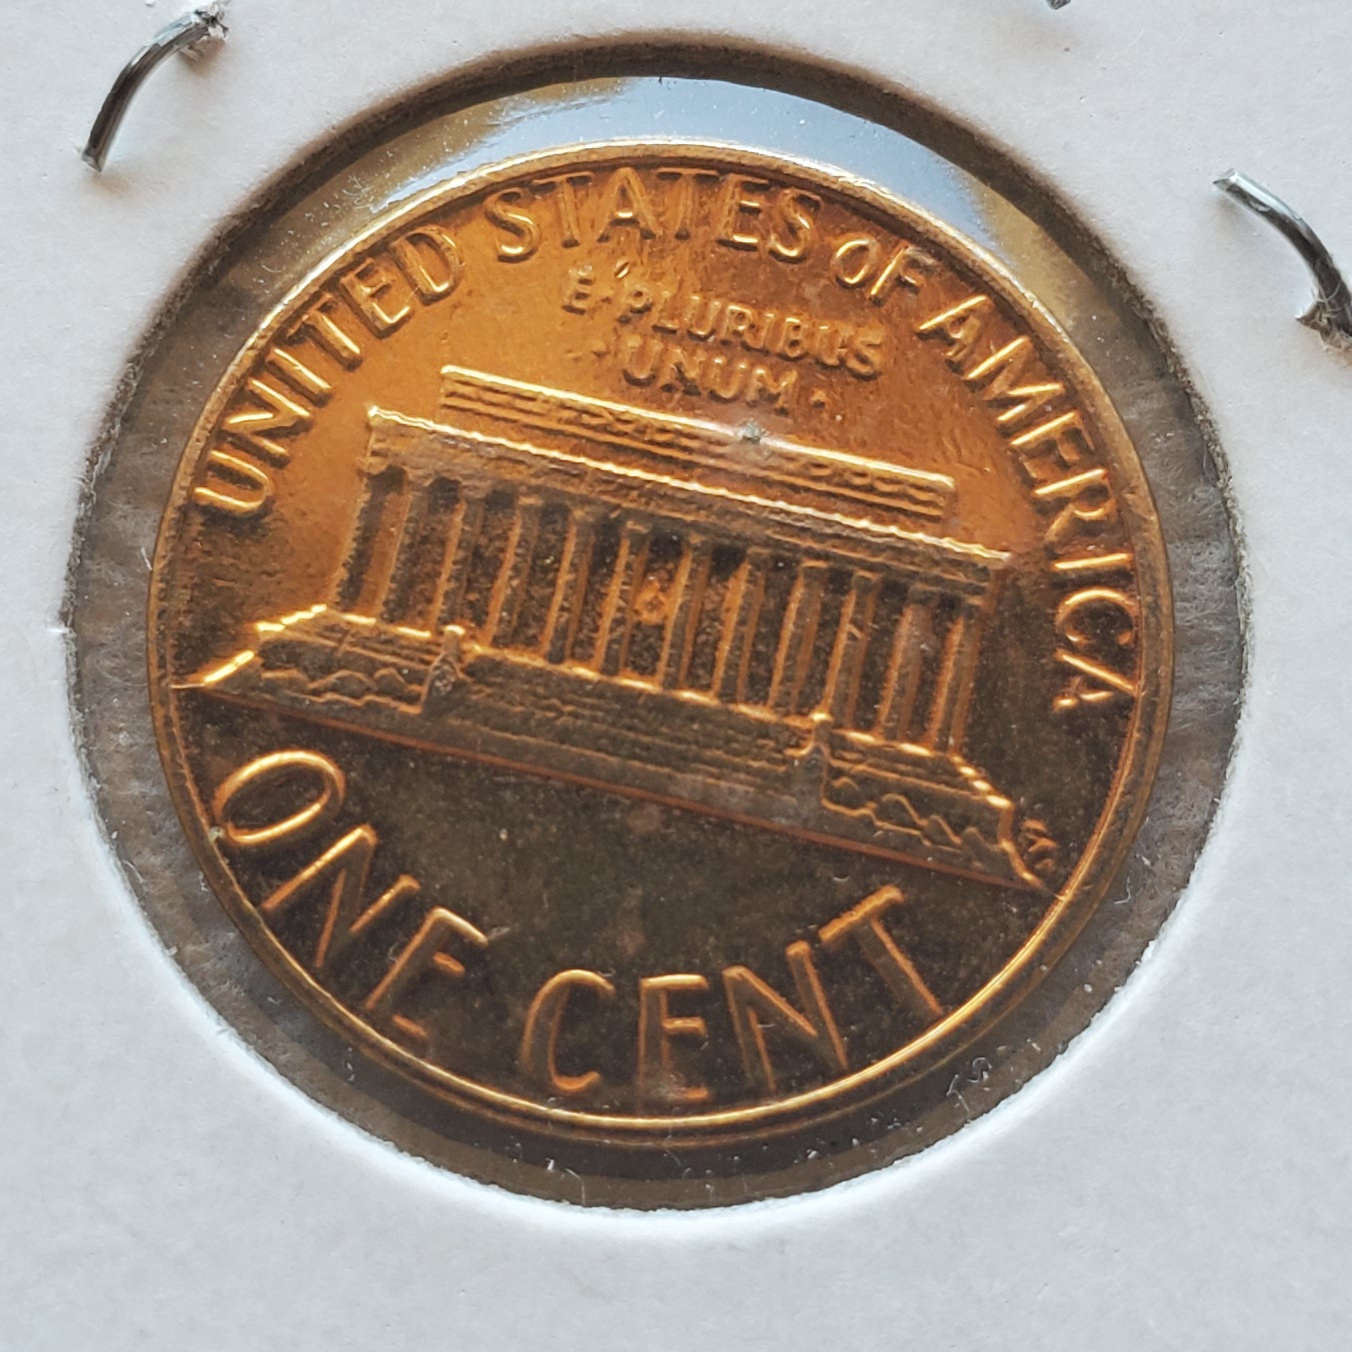 UNITED STATES OF AMERICA
E·PLURIBUS
·UNUM·
ONE CENT